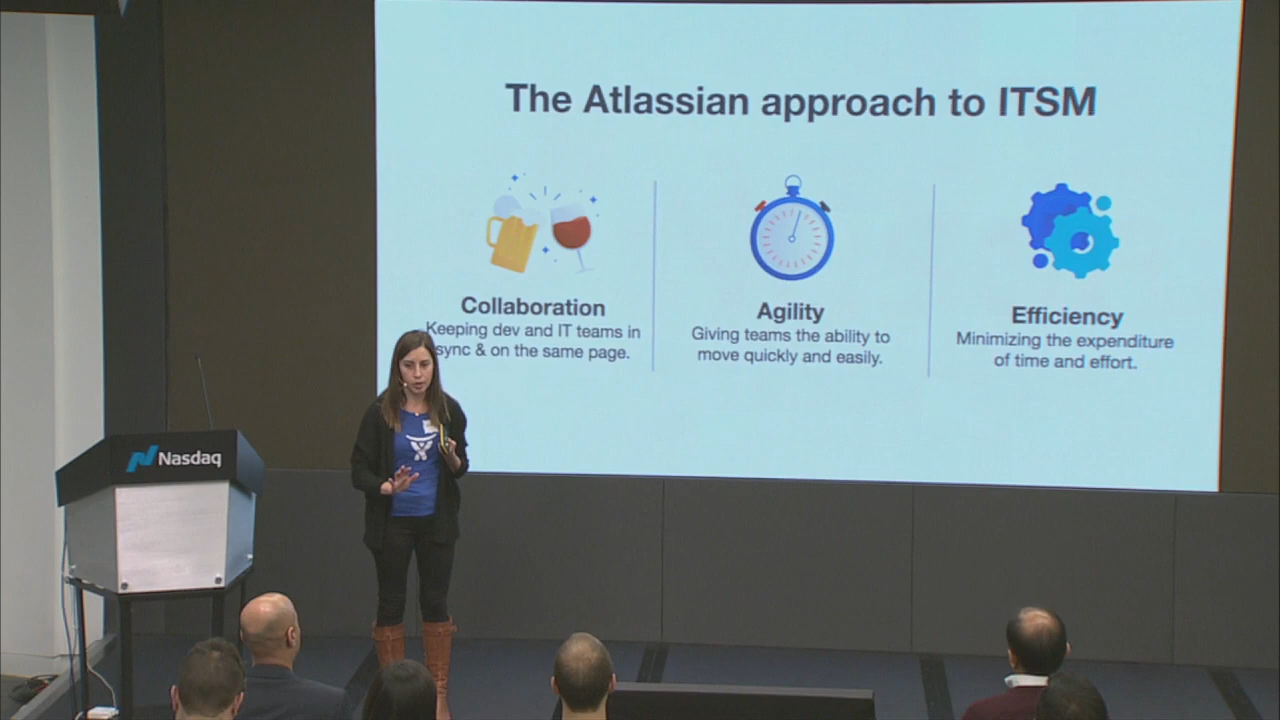 The Atlassian approach to ITSM
Collaboration
Keeping dev and IT teams in
sync & on the same page.
Agility
Giving teams the ability to
move quickly and easily.
Efficiency
Minimizing the expenditure
of time and effort.
Nasdaq